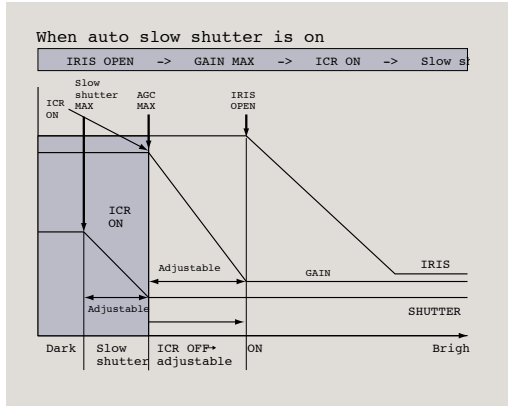 When auto slow shutter is on
IRIS OPEN -> GAIN MAX -> ICR ON -> Slow s
Slow
shutter
MAX
AGC
MAX
IRIS
OPEN
ICR
ON
ICR
ON
Adjustable
GAIN
IRIS
Adjustable
SHUTTER
Dark
Slow
shutter
ICR OFF→ ON
adjustable
Brigh